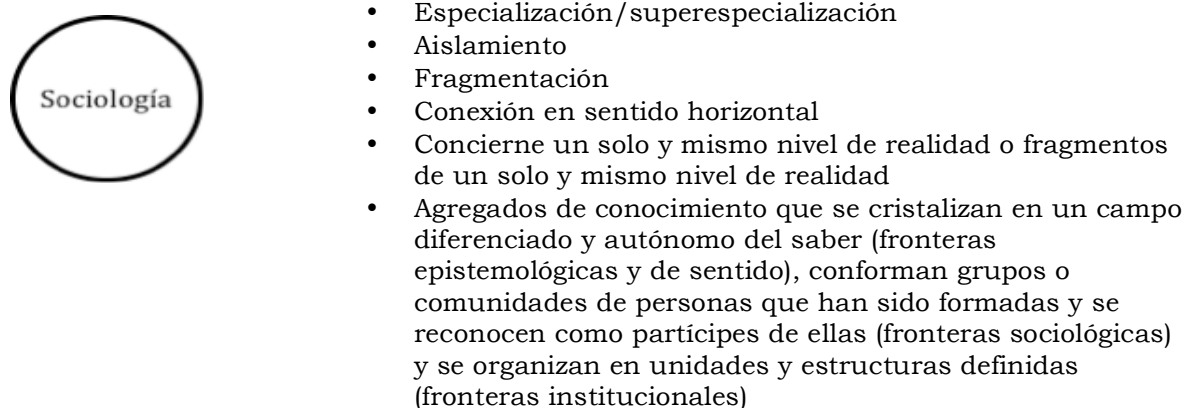 Sociología
• Especialización/superespecialización
• Aislamiento
• Fragmentación
• Conexión en sentido horizontal
• Concierne un solo y mismo nivel de realidad o fragmentos
de un solo y mismo nivel de realidad
• Agregados de conocimiento que se cristalizan en un campo
diferenciado y autónomo del saber (fronteras
epistemológicas y de sentido), conforman grupos o
comunidades de personas que han sido formadas y se
reconocen como partícipes de ellas (fronteras sociológicas)
y se organizan en unidades y estructuras definidas
(fronteras institucionales)